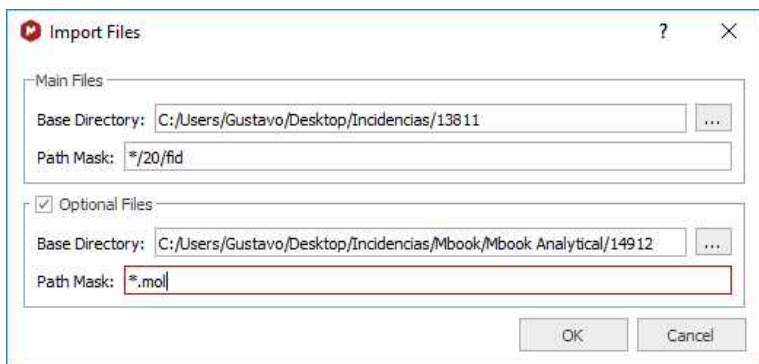 Import Files ?
Main Files
Base Directory: C:/Users/Gustavo/Desktop/Incidencias/13811 ...
Path Mask: */20/fid
Optional Files
Base Directory: C:/Users/Gustavo/Desktop/Incidencias/Mbook/Mbook Analytical/14912 ...
Path Mask: *.mol
OK Cancel